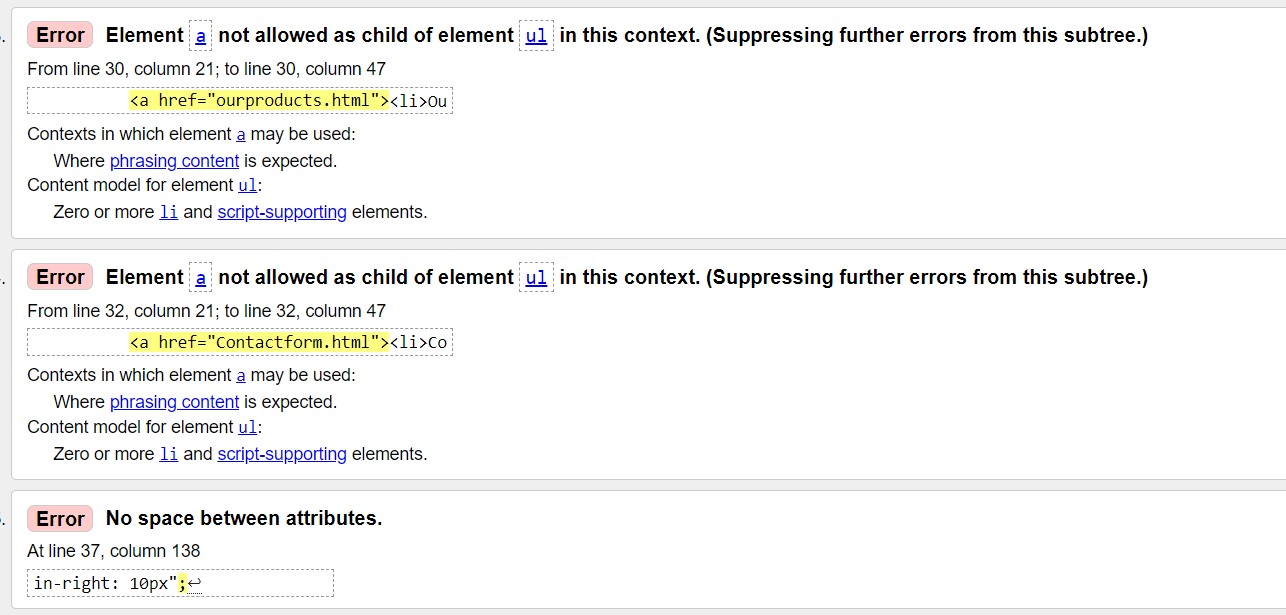 Error Element a not allowed as child of element ul in this context. (Suppressing further errors from this subtree.)
From line 30, column 21; to line 30, column 47
<a href="ourproducts.html"><li>Ou
Contexts in which element a may be used:
Where phrasing content is expected.
Content model for element ul:
Zero or more li and script-supporting elements.
Error Element a not allowed as child of element ul in this context. (Suppressing further errors from this subtree.)
From line 32, column 21; to line 32, column 47
<a href="Contactform.html"><li>Co
Contexts in which element a may be used:
Where phrasing content is expected.
Content model for element ul:
Zero or more li and script-supporting elements.
Error No space between attributes.
At line 37, column 138
in-right: 10px";↩